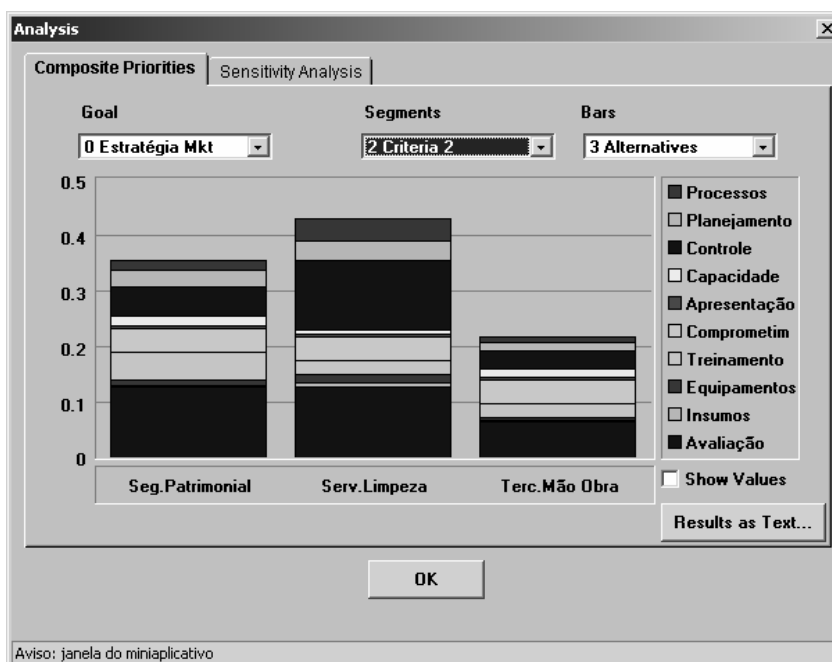 Analysis
Composite Priorities Sensitivity Analysis
Goal Segments Bars
0 Estratégia Mkt 2 Criteria 2 3 Alternatives
0.5
0.4
0.3
0.2
0.1
0
Processos
Planejamento
Controle
Capacidade
Apresentação
Comprometim
Treinamento
Equipamentos
Insumos
Avaliação
Seg.Patrimonial Serv.Limpeza Terc.Mão Obra
Show Values
Results as Text...
OK
Aviso: janela do miniaplicativo